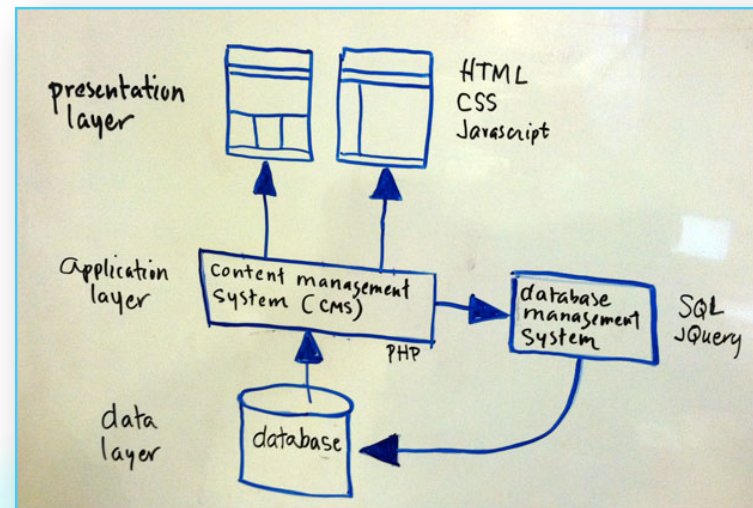 presentation
layer
HTML
CSS
Javascript
application
layer
content management
system (CMS)
PHP
database
management
system
SQL
JQuery
data
layer
database